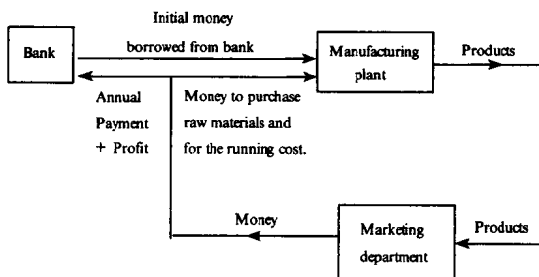 Initial money
borrowed from bank
Bank
Manufacturing
plant
Products
Annual
Payment
+ Profit
Money to purchase
raw materials and
for the running cost.
Money
Marketing
department
Products